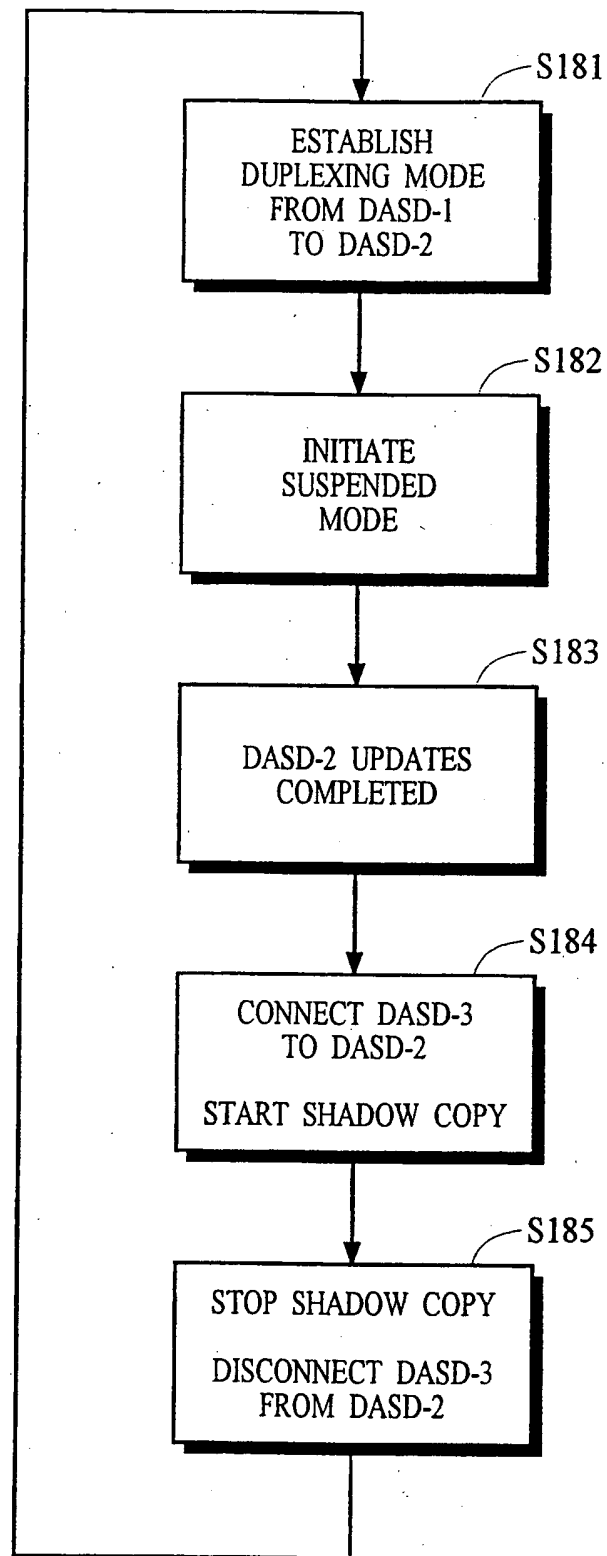 S181
ESTABLISH
DUPLEXING MODE
FROM DASD-1
TO DASD-2
S182
INITIATE
SUSPENDED
MODE
S183
DASD-2 UPDATES
COMPLETED
S184
CONNECT DASD-3
TO DASD-2
START SHADOW COPY
S185
STOP SHADOW COPY
DISCONNECT DASD-3
FROM DASD-2